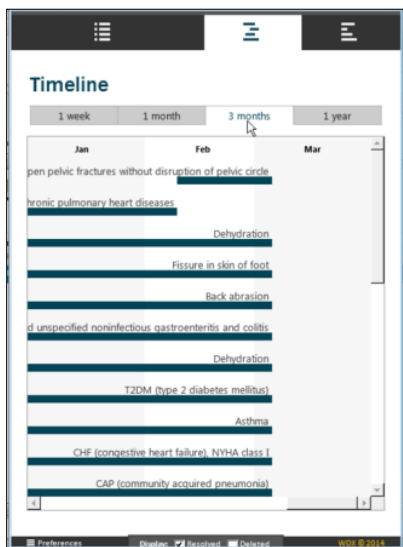 Timeline
1 week 1 month 3 months 1 year
Jan Feb Mar
pen pelvic fractures without disruption of pelvic circle
hronic pulmonary heart diseases
Dehydration
Fissure in skin of foot
Back abrasion
d unspecified noninfectious gastroenteritis and colitis
Dehydration
T2DM (type 2 diabetes mellitus)
Asthma
CHF (congestive heart failure), NYHA class I
CAP (community acquired pneumonia)
Preferences Display: Resolved Deleted WDX © 2014